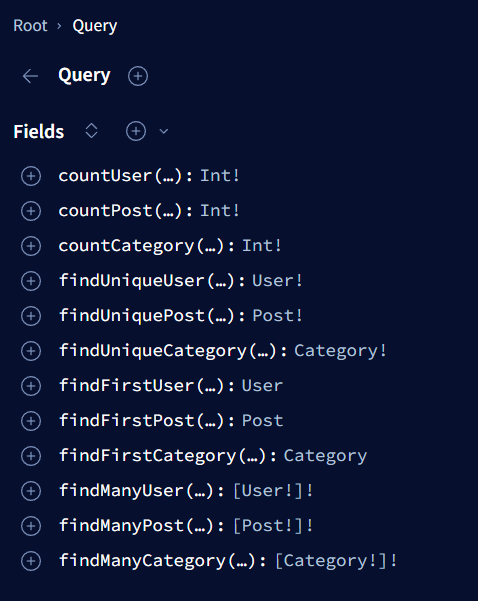 Root › Query
Query
Fields
countUser(…): Int!
countPost(…): Int!
countCategory(…): Int!
findUniqueUser(…): User!
findUniquePost(…): Post!
findUniqueCategory(…): Category!
findFirstUser(…): User
findFirstPost(…): Post
findFirstCategory(…): Category
findManyUser(…): [User!]!
findManyPost(…): [Post!]!
findManyCategory(…): [Category!]!